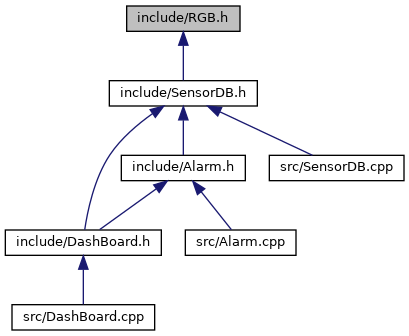 include/RGB.h
include/SensorDB.h
include/Alarm.h
src/SensorDB.cpp
include/DashBoard.h
src/Alarm.cpp
src/DashBoard.cpp